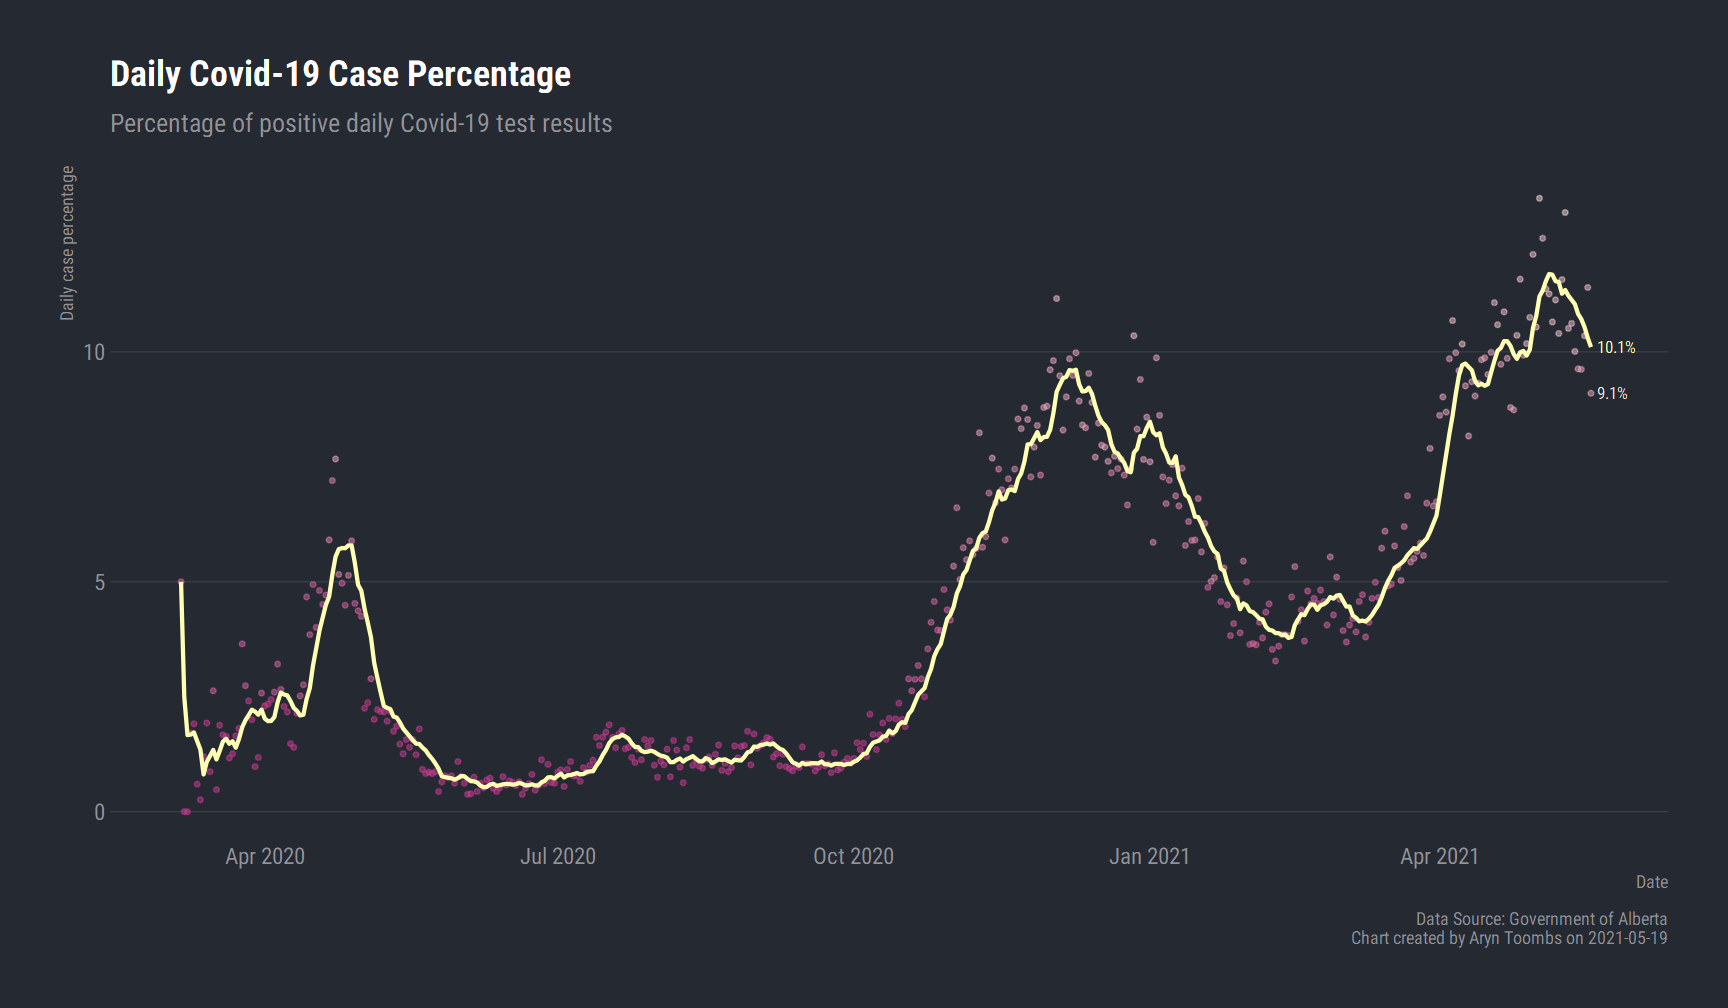 Daily Covid-19 Case Percentage
Percentage of positive daily Covid-19 test results
Daily case percentage
10
5
0
10.1%
9.1%
Apr 2020
Jul 2020
Oct 2020
Jan 2021
Apr 2021
Date
Data Source: Government of Alberta
Chart created by Aryn Toombs on 2021-05-19